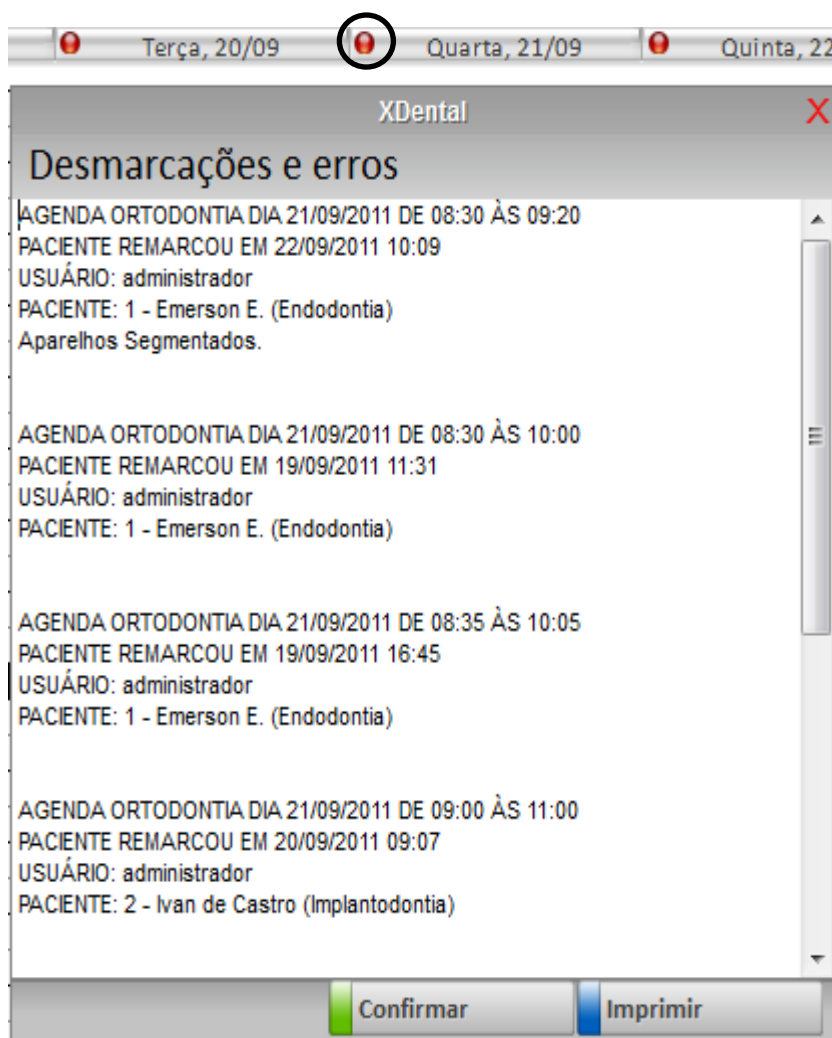 Terça, 20/09 Quarta, 21/09 Quinta, 22
XDental X
Desmarcações e erros
AGENDA ORTODONTIA DIA 21/09/2011 DE 08:30 ÀS 09:20
PACIENTE REMARCOU EM 22/09/2011 10:09
USUÁRIO: administrador
PACIENTE: 1 - Emerson E. (Endodontia)
Aparelhos Segmentados.
AGENDA ORTODONTIA DIA 21/09/2011 DE 08:30 ÀS 10:00
PACIENTE REMARCOU EM 19/09/2011 11:31
USUÁRIO: administrador
PACIENTE: 1 - Emerson E. (Endodontia)
AGENDA ORTODONTIA DIA 21/09/2011 DE 08:35 ÀS 10:05
PACIENTE REMARCOU EM 19/09/2011 16:45
USUÁRIO: administrador
PACIENTE: 1 - Emerson E. (Endodontia)
AGENDA ORTODONTIA DIA 21/09/2011 DE 09:00 ÀS 11:00
PACIENTE REMARCOU EM 20/09/2011 09:07
USUÁRIO: administrador
PACIENTE: 2 - Ivan de Castro (Implantodontia)
Confirmar Imprimir